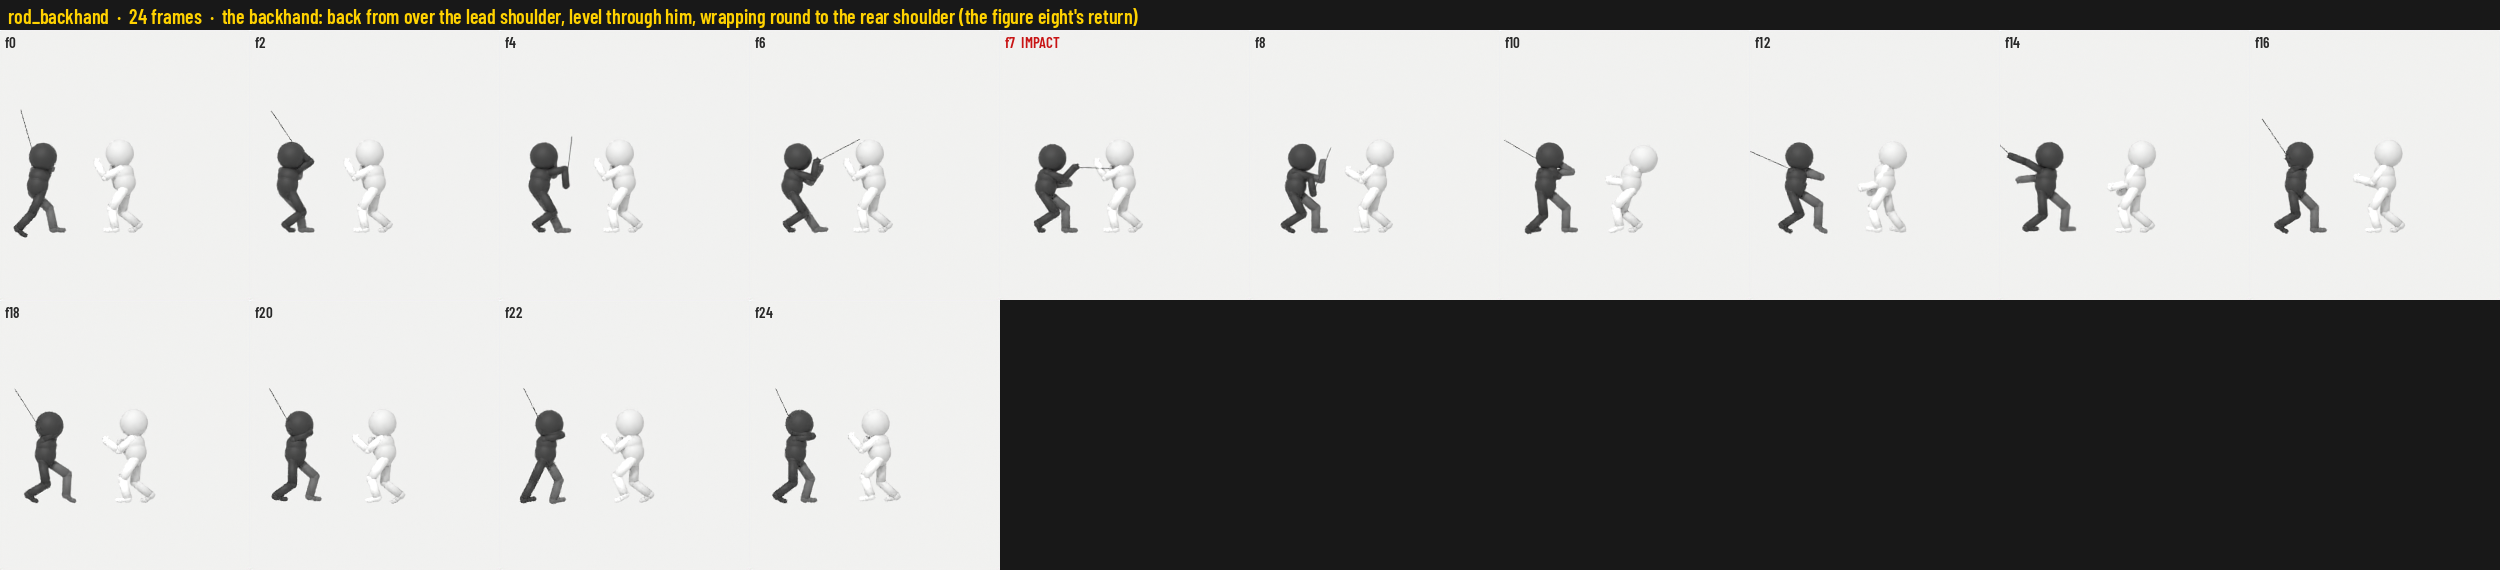 rod_backhand · 24 frames · the backhand: back from over the lead shoulder, level through him, wrapping round to the rear shoulder (the figure eight's return)
f0 f2 f4 f6 f7 IMPACT f8 f10 f12 f14 f16
f18 f20 f22 f24